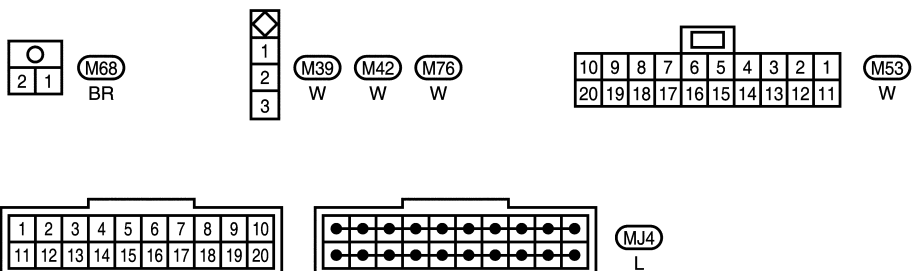 2 1
M68
BR
1
2
3
M39 M42 M76
W W W
10 9 8 7 6 5 4 3 2 1
20 19 18 17 16 15 14 13 12 11
M53
W
1 2 3 4 5 6 7 8 9 10
11 12 13 14 15 16 17 18 19 20
MJ4
L